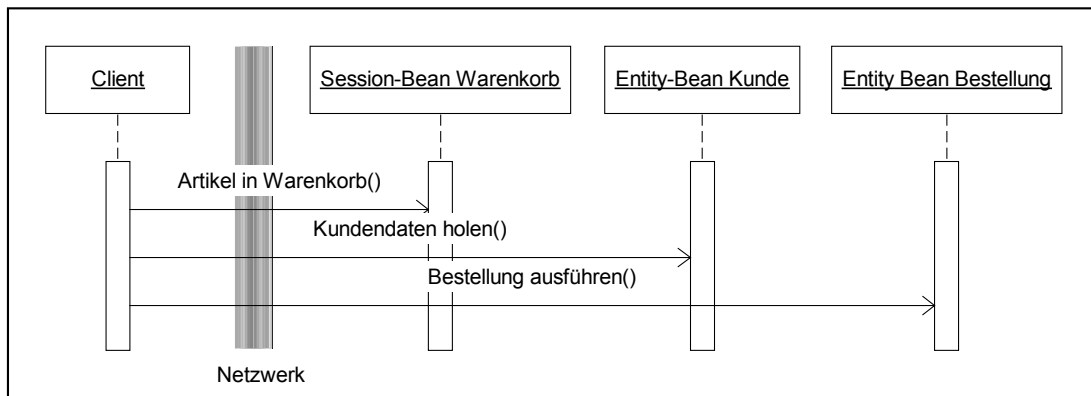 Client
Session-Bean Warenkorb
Entity-Bean Kunde
Entity Bean Bestellung
Artikel in Warenkorb()
Kundendaten holen()
Bestellung ausführen()
Netzwerk